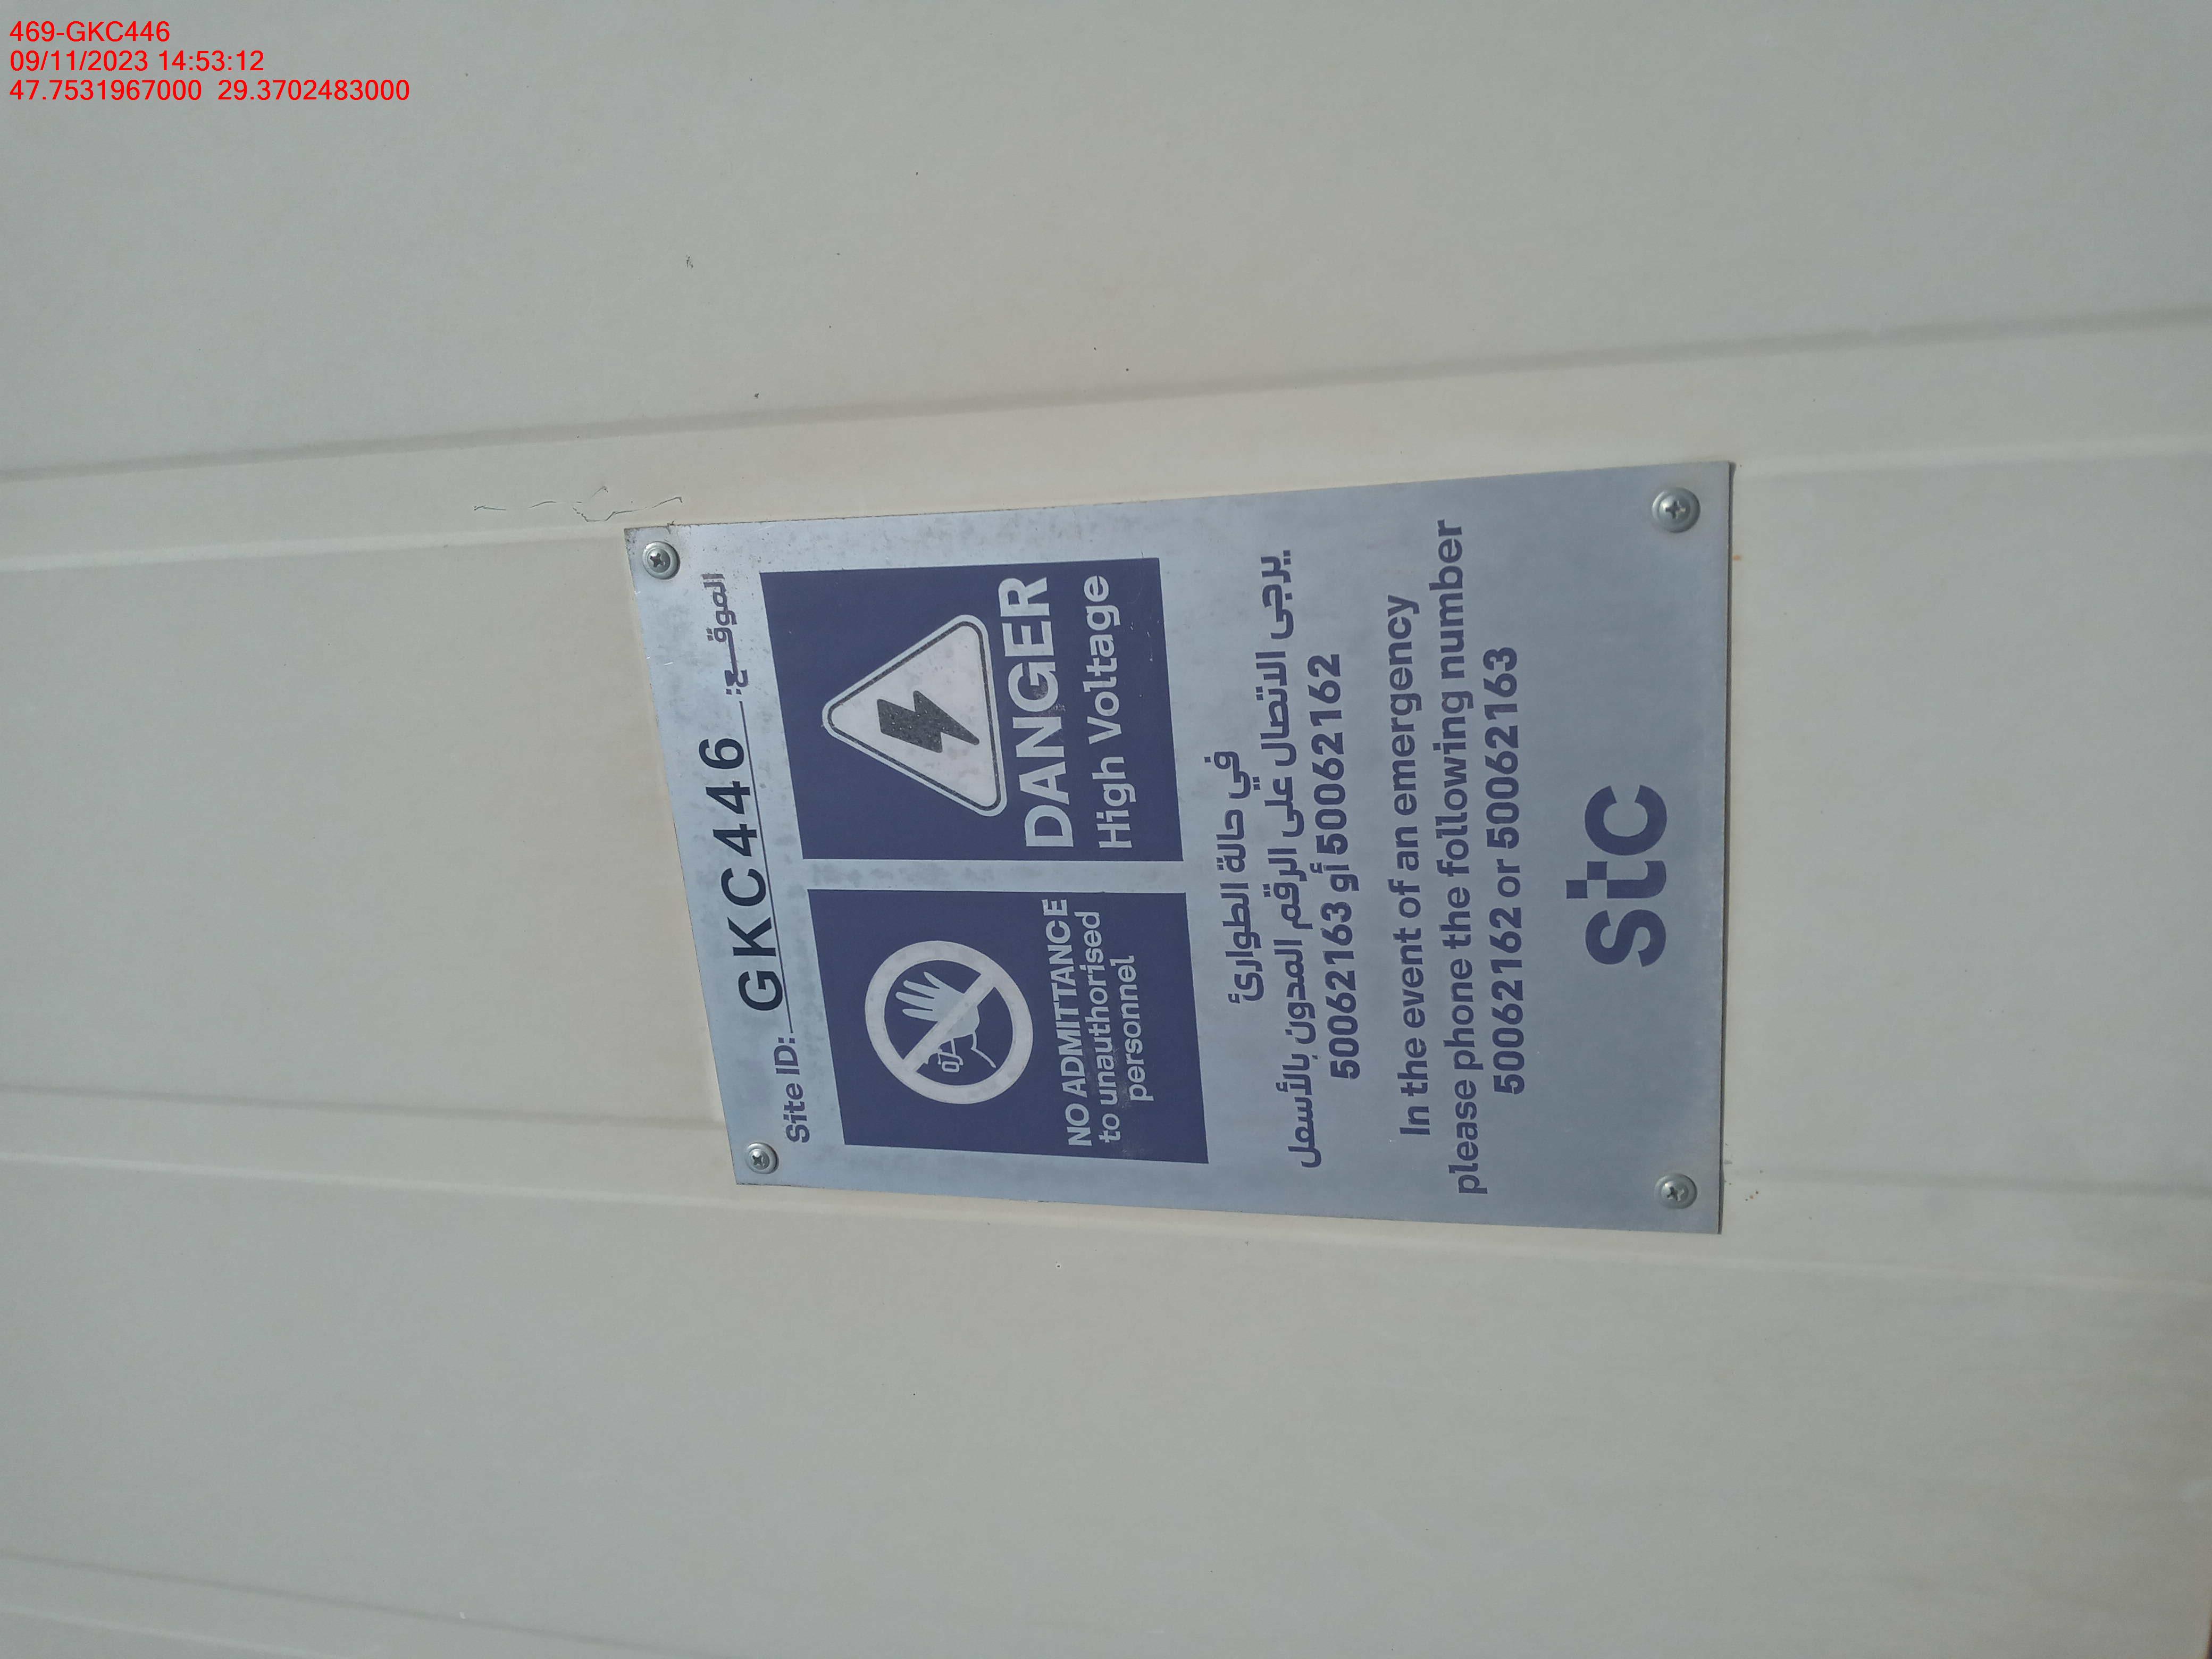 469-GKC446
09/11/2023 14:53:12
47.7531967000 29.3702483000
Site ID: GKC446 الموقـــع:
NO ADMITTANCE
to unauthorised
personnel
DANGER
High Voltage
في حالة الطوارئ
يرجى الاتصال على الرقم المدون بالأسفل
50062163 أو 50062162
In the event of an emergency
please phone the following number
50062162 or 50062163
stc